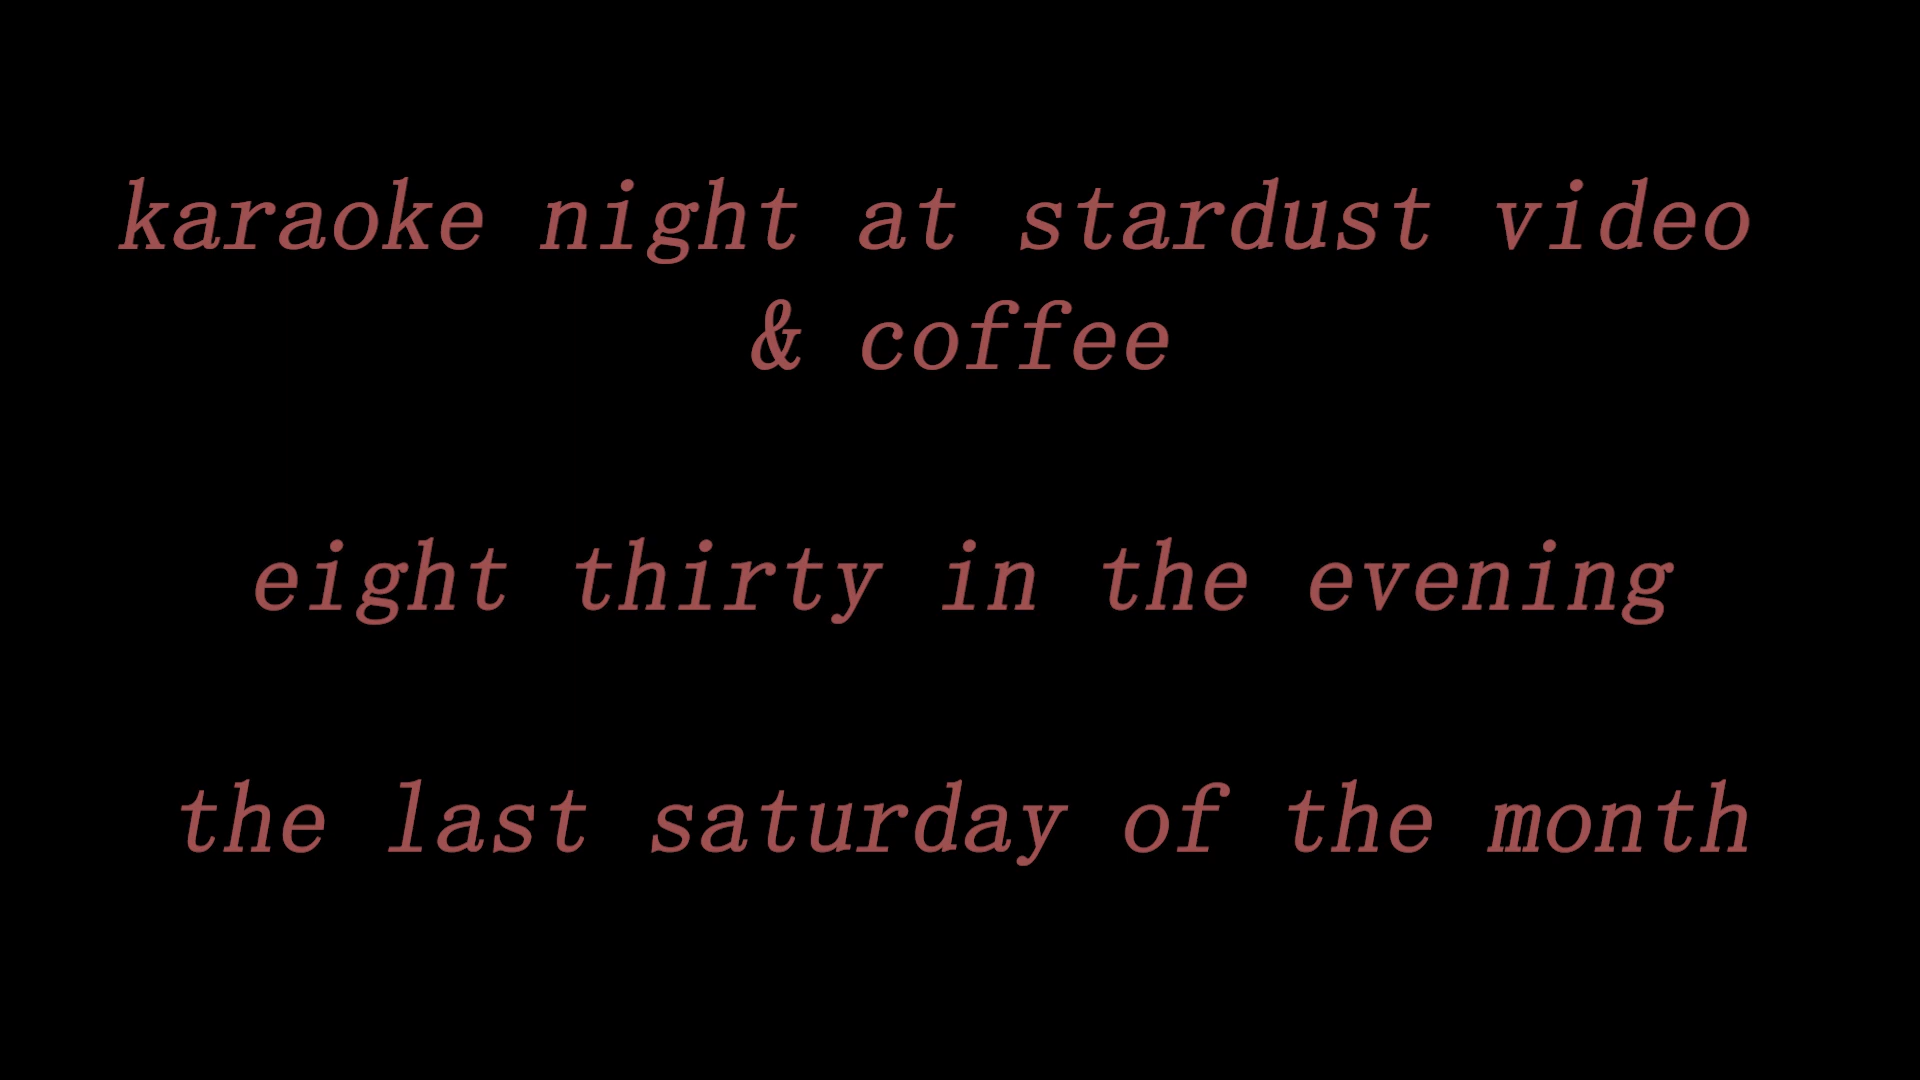 karaoke night at stardust video
& coffee
eight thirty in the evening
the last saturday of the month